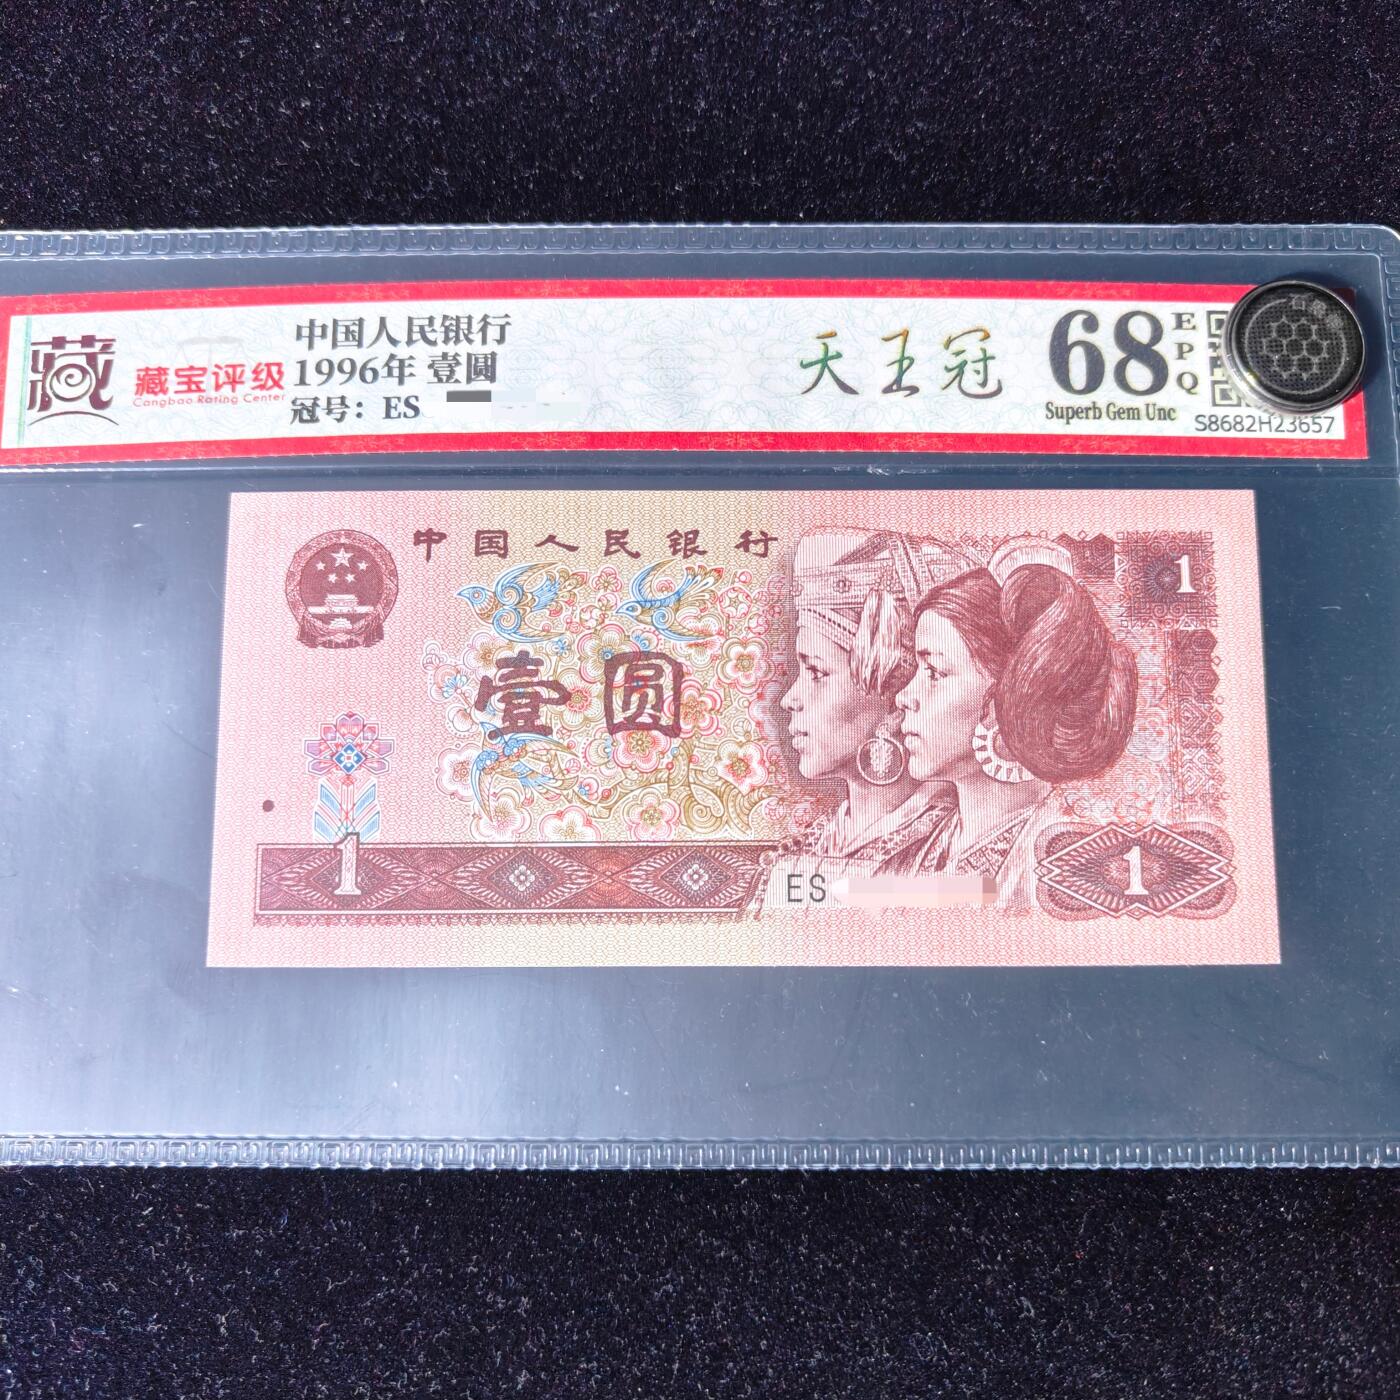 藏
藏宝评级
Cangbao Rating Center
中国人民银行
1996年 壹圆
冠号: ES
天王冠
68
EPQ
Superb Gem Unc
S8682H23657
中国人民银行
1
壹圆
1
ES
1